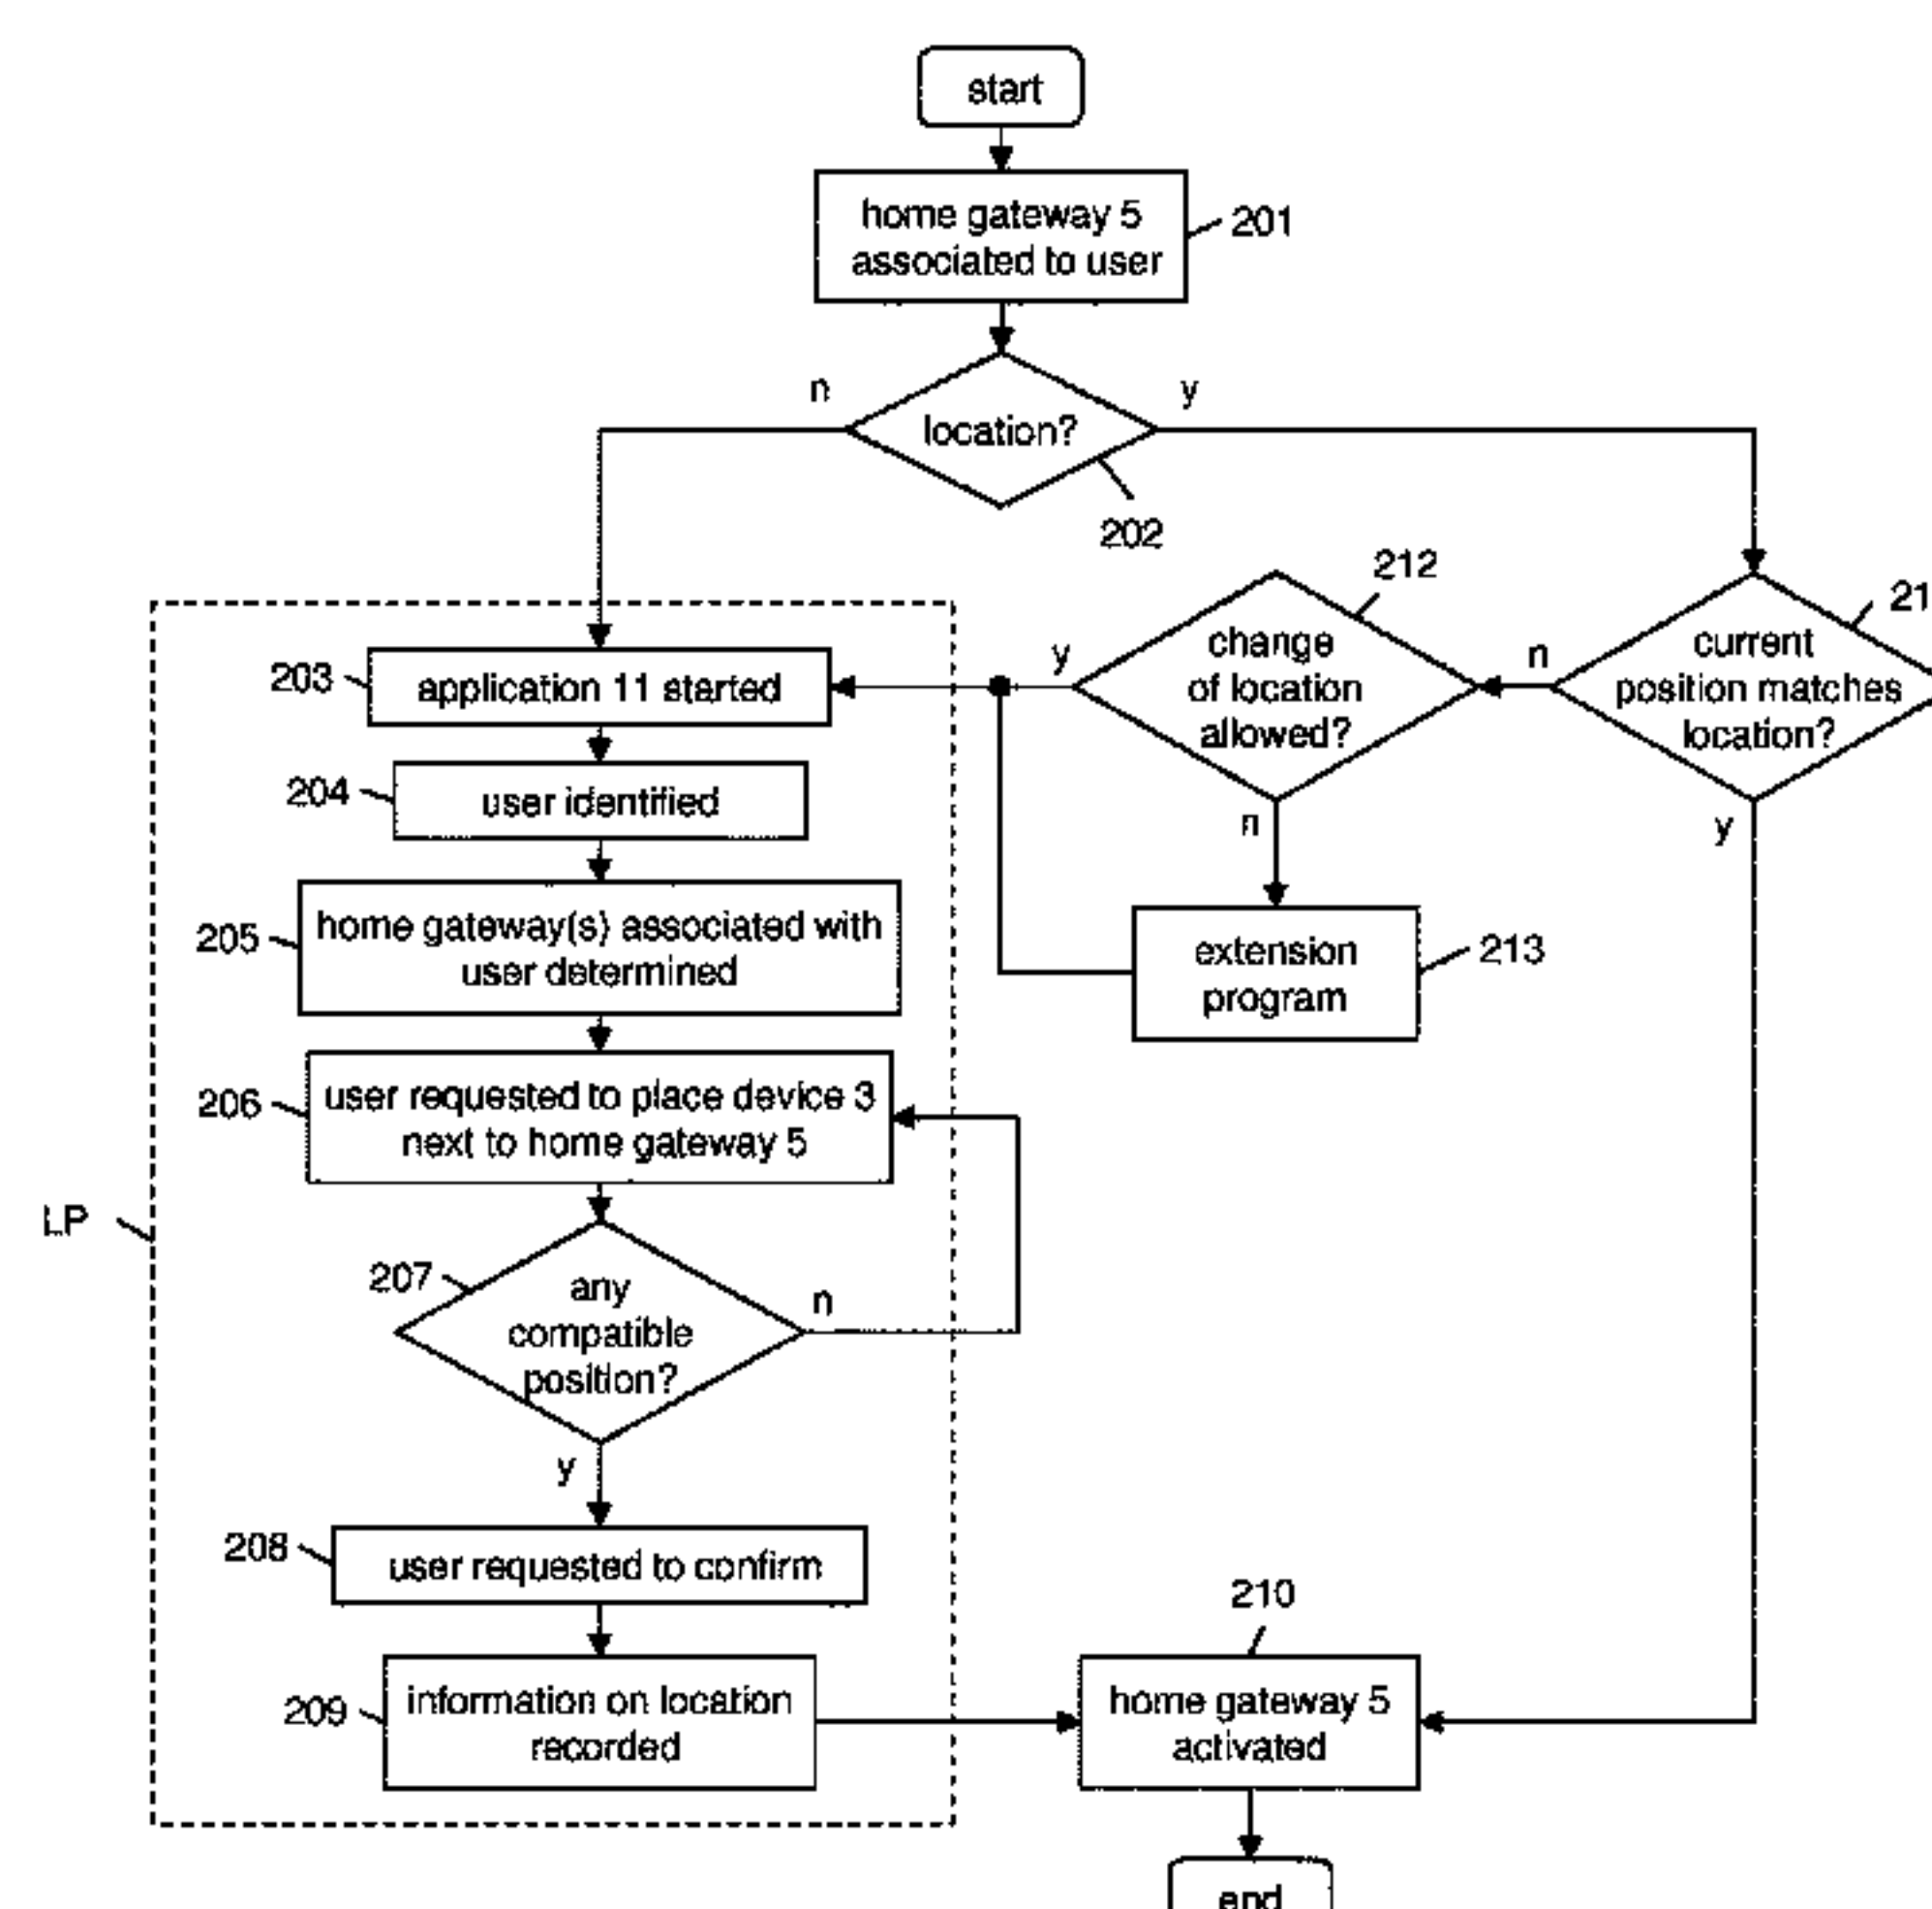 start
home gateway 5
associated to user
201
n
y
location?
202
212
21
change
of location
allowed?
y
n
current
position matches
location?
n
y
203
application 11 started
204
user identified
205
home gateway(s) associated with
user determined
extension
program
213
206
user requested to place device 3
next to home gateway 5
LP
207
any
compatible
position?
n
y
208
user requested to confirm
210
209
information on location
recorded
home gateway 5
activated
end